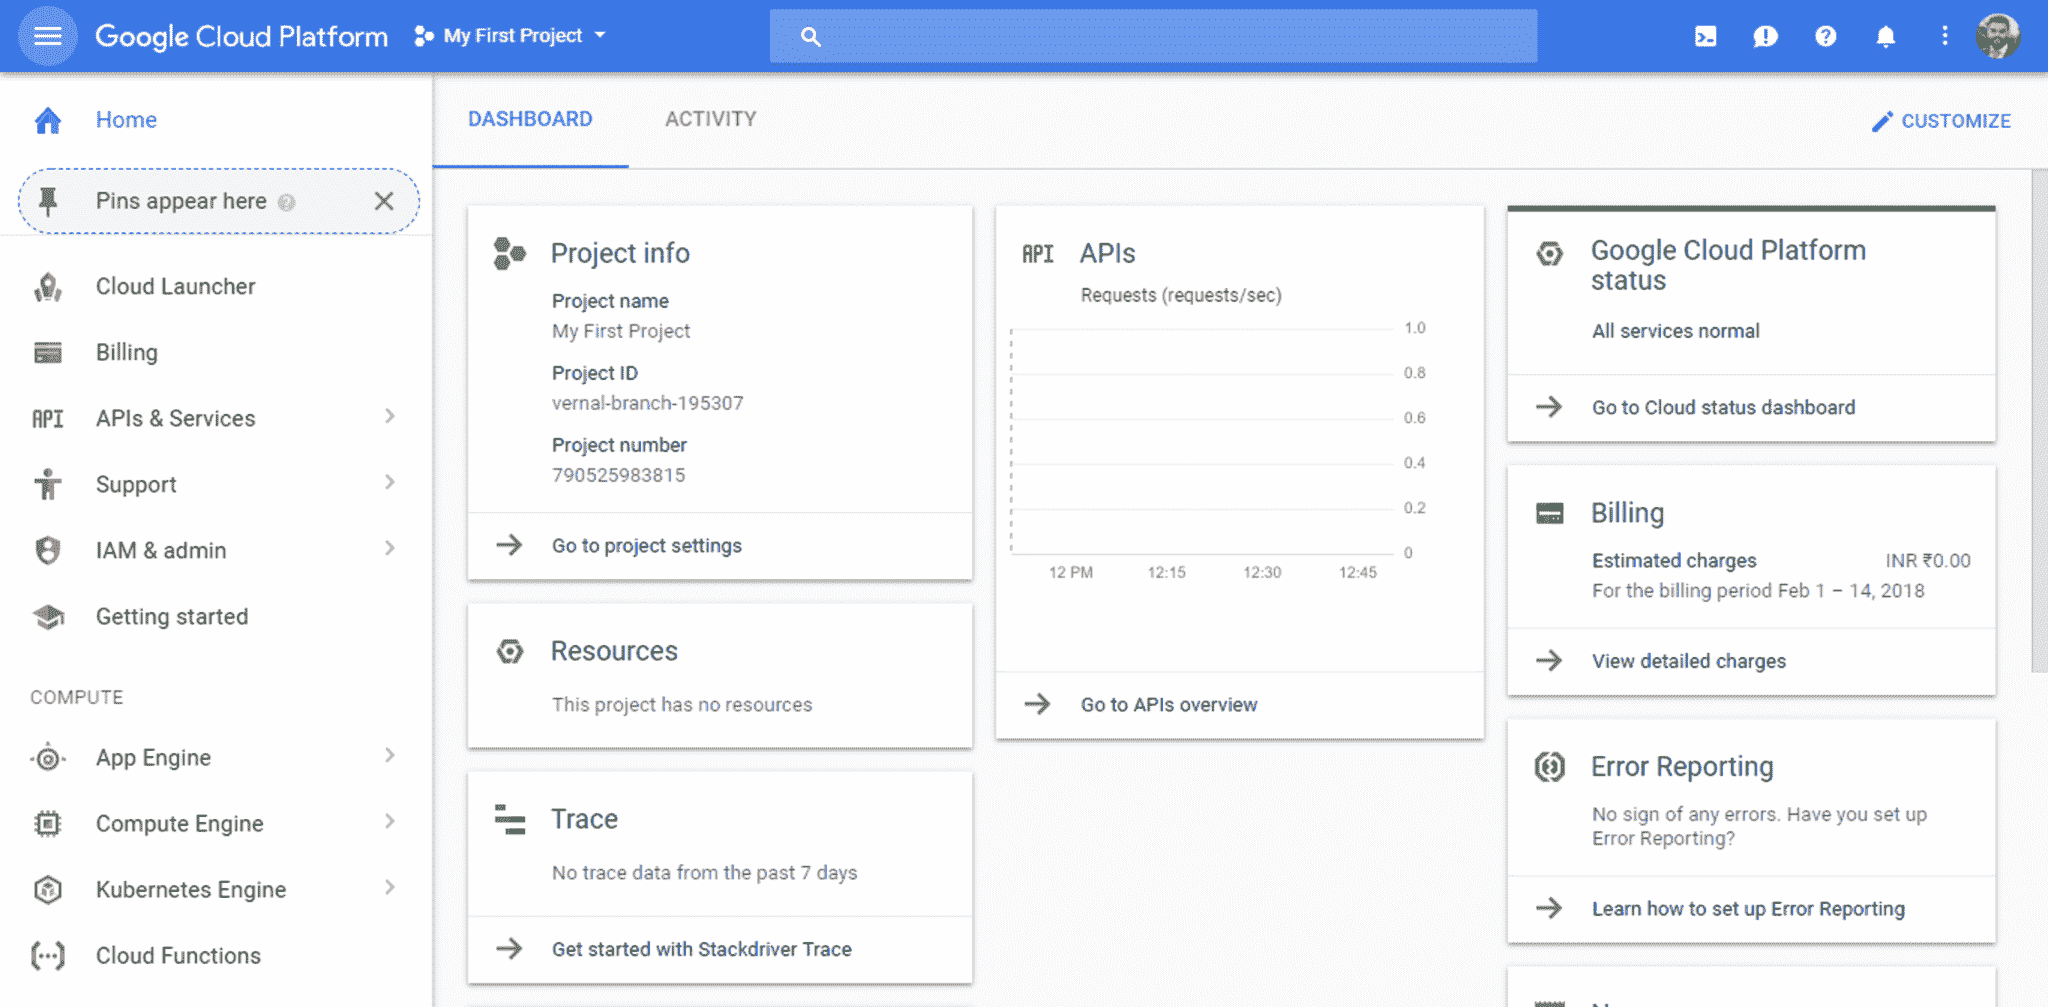 Google Cloud Platform
My First Project
Home
Pins appear here
Cloud Launcher
Billing
API
APIs & Services
Support
IAM & admin
Getting started
COMPUTE
App Engine
Compute Engine
Kubernetes Engine
Cloud Functions
DASHBOARD
ACTIVITY
CUSTOMIZE
Project info
Project name
My First Project
Project ID
vernal-branch-195307
Project number
790525983815
Go to project settings
Resources
This project has no resources
Trace
No trace data from the past 7 days
Get started with Stackdriver Trace
API
APIs
Requests (requests/sec)
1.0
0.8
0.6
0.4
0.2
0
12 PM
12:15
12:30
12:45
Go to APIs overview
Google Cloud Platform
status
All services normal
Go to Cloud status dashboard
Billing
Estimated charges
INR ₹0.00
For the billing period Feb 1 – 14, 2018
View detailed charges
Error Reporting
No sign of any errors. Have you set up
Error Reporting?
Learn how to set up Error Reporting